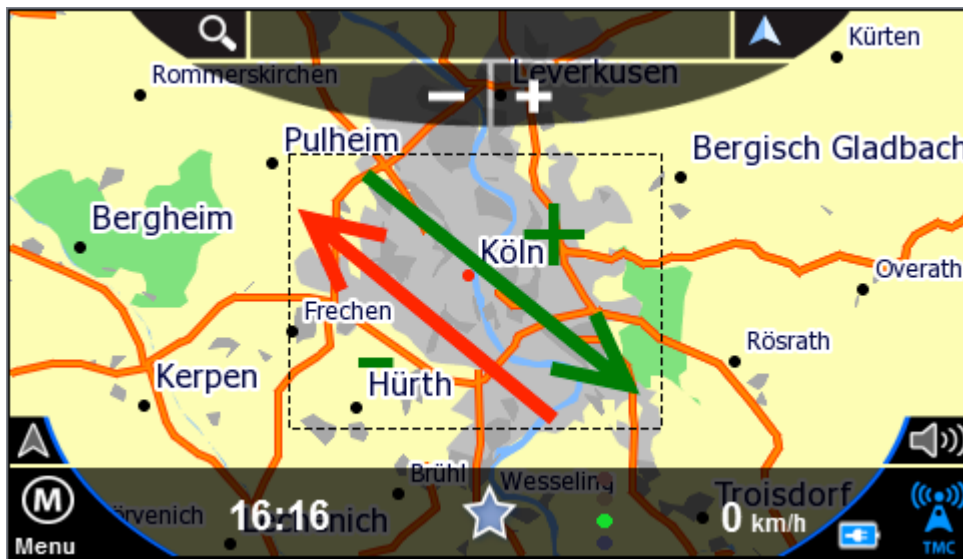 Kürten
Rommerskirchen
Leverkusen
− +
Pulheim
Bergisch Gladbach
Bergheim
+
Köln
Overath
Frechen
Rösrath
−
Kerpen
Hürth
Brühl
Wesseling
Troisdorf
M
16:16
0 km/h
Menu
TMC